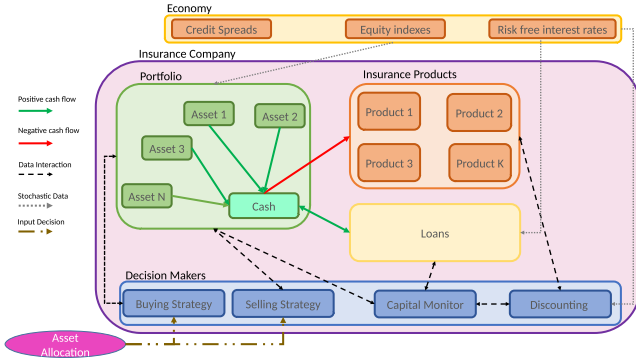 Economy
Credit Spreads
Equity indexes
Risk free interest rates
Insurance Company
Portfolio
Insurance Products
Asset 1
Asset 2
Asset 3
Asset N
Cash
Product 1
Product 2
Product 3
Product K
Loans
Positive cash flow
Negative cash flow
Data Interaction
Stochastic Data
Input Decision
Decision Makers
Buying Strategy
Selling Strategy
Capital Monitor
Discounting
Asset
Allocation